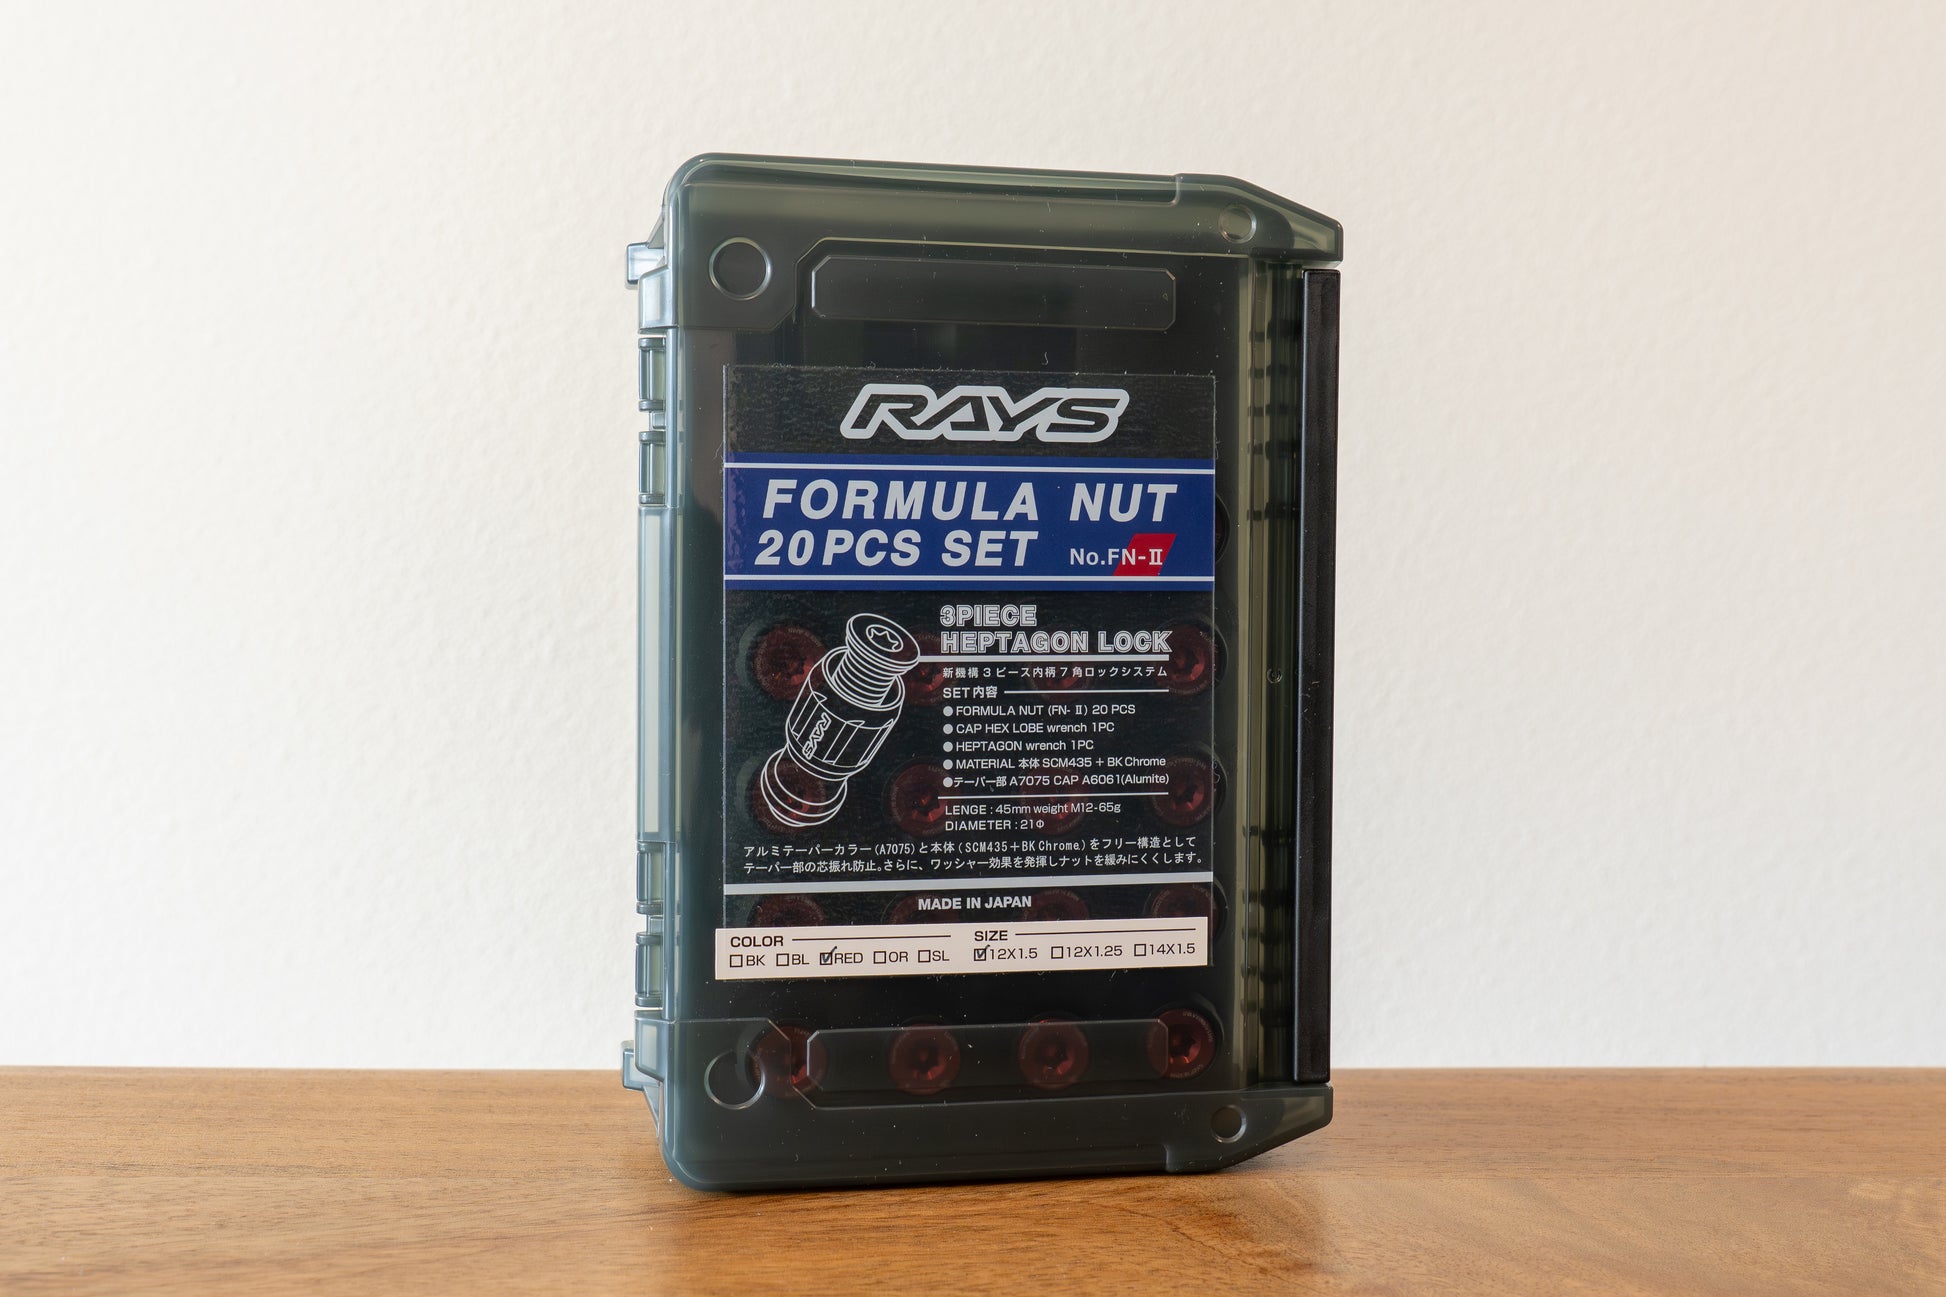 RAYS
FORMULA NUT
20PCS SET No.FN-Ⅱ
3PIECE
HEPTAGON LOCK
新機構3ピース内柄7角ロックシステム
SET内容
●FORMULA NUT (FN-Ⅱ) 20 PCS
●CAP HEX LOBE wrench 1PC
●HEPTAGON wrench 1PC
●MATERIAL 本体 SCM435 + BK Chrome
●テーパー部 A7075 CAP A6061(Alumite)
LENGE : 45mm weight M12-65g
DIAMETER : 21Φ
RAYS
アルミテーパーカラー(A7075)と本体(SCM435+BK Chrome.)をフリー構造として
テーパー部の芯振れ防止。さらに、ワッシャー効果を発揮しナットを緩みにくくします。
MADE IN JAPAN
COLOR SIZE
☐BK ☐BL ☑RED ☐OR ☐SL ☑12X1.5 ☐12X1.25 ☐14X1.5